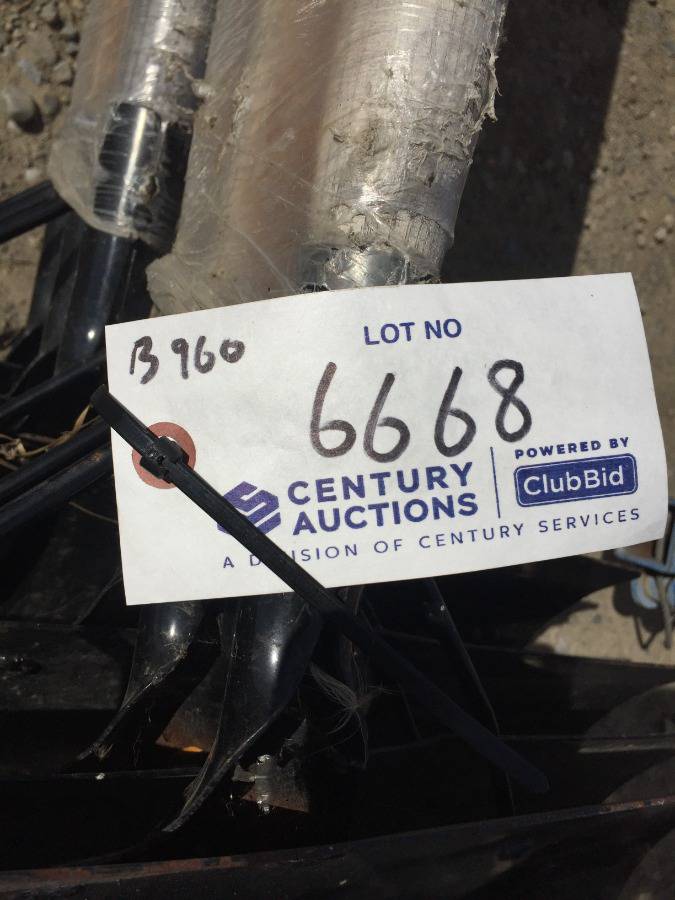 B960
LOT NO
6668
CENTURY
AUCTIONS
POWERED BY
ClubBid
A DIVISION OF CENTURY SERVICES